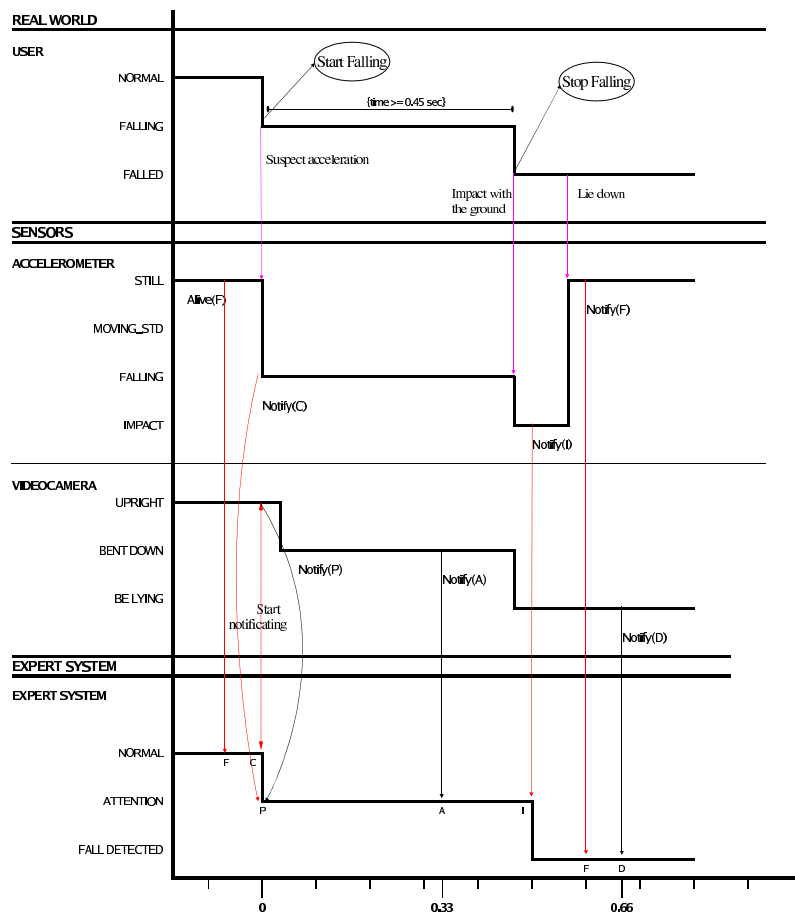 REAL WORLD
USER
Start Falling
NORMAL
Stop Falling
{time >= 0.45 sec}
FALLING
Suspect acceleration
FALLED
Impact with
the ground
Lie down
SENSORS
ACCELEROMETER
STILL
Alive(F)
Notify(F)
MOVING_STD
FALLING
Notify(C)
IMPACT
Notify(I)
VIDEOCAMERA
UPRIGHT
BENT DOWN
Notify(P)
Notify(A)
BE LYING
Start
notificating
Notify(D)
EXPERT SYSTEM
EXPERT SYSTEM
NORMAL
F C
ATTENTION
P A I
FALL DETECTED
F D
0 0.33 0.66